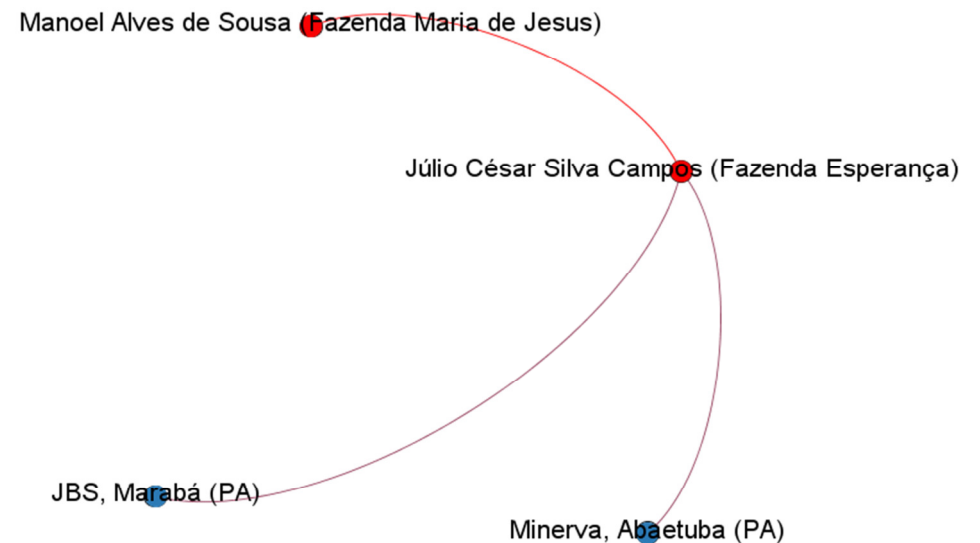 Manoel Alves de Sousa (Fazenda Maria de Jesus)
Júlio César Silva Campos (Fazenda Esperança)
JBS, Marabá (PA)
Minerva, Abaetuba (PA)